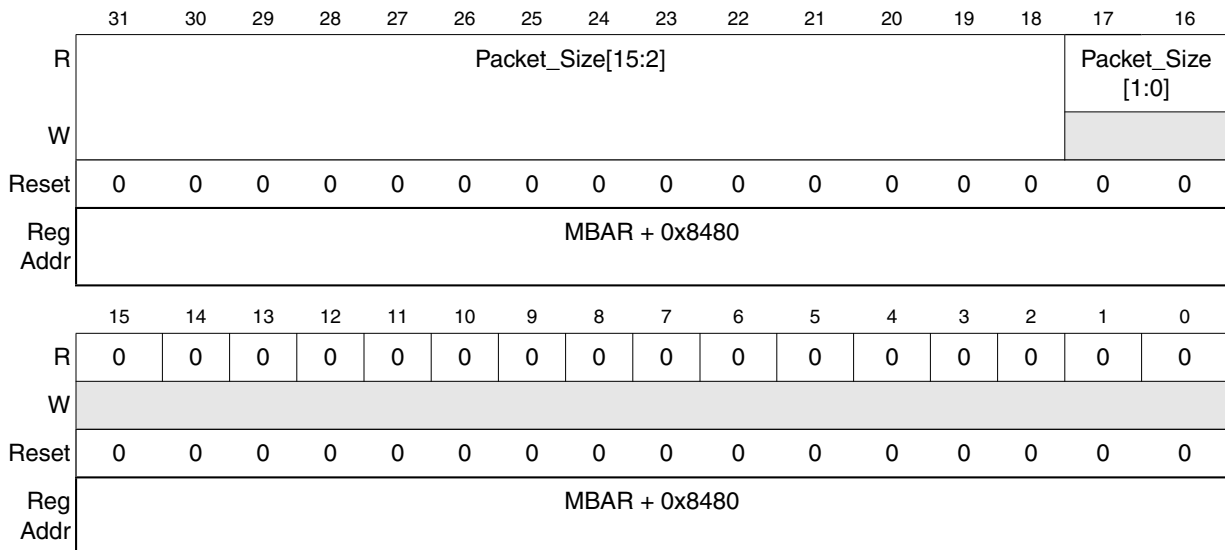 31 30 29 28 27 26 25 24 23 22 21 20 19 18 17 16
R Packet_Size[15:2] Packet_Size
[1:0]
W
Reset 0 0 0 0 0 0 0 0 0 0 0 0 0 0 0 0
Reg MBAR + 0x8480
Addr
15 14 13 12 11 10 9 8 7 6 5 4 3 2 1 0
R 0 0 0 0 0 0 0 0 0 0 0 0 0 0 0 0
W
Reset 0 0 0 0 0 0 0 0 0 0 0 0 0 0 0 0
Reg MBAR + 0x8480
Addr